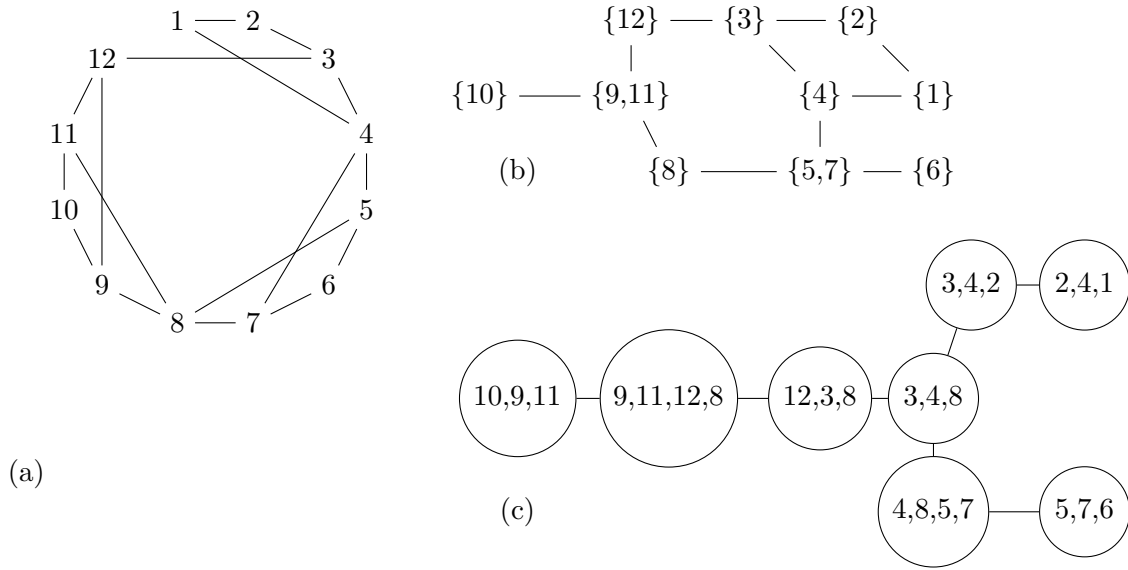 1 2
12 3
11 4
10 5
9 6
8 7
(a)
{12} {3} {2}
{10} {9,11} {4} {1}
(b) {8} {5,7} {6}
3,4,2 2,4,1
10,9,11 9,11,12,8 12,3,8 3,4,8
(c) 4,8,5,7 5,7,6